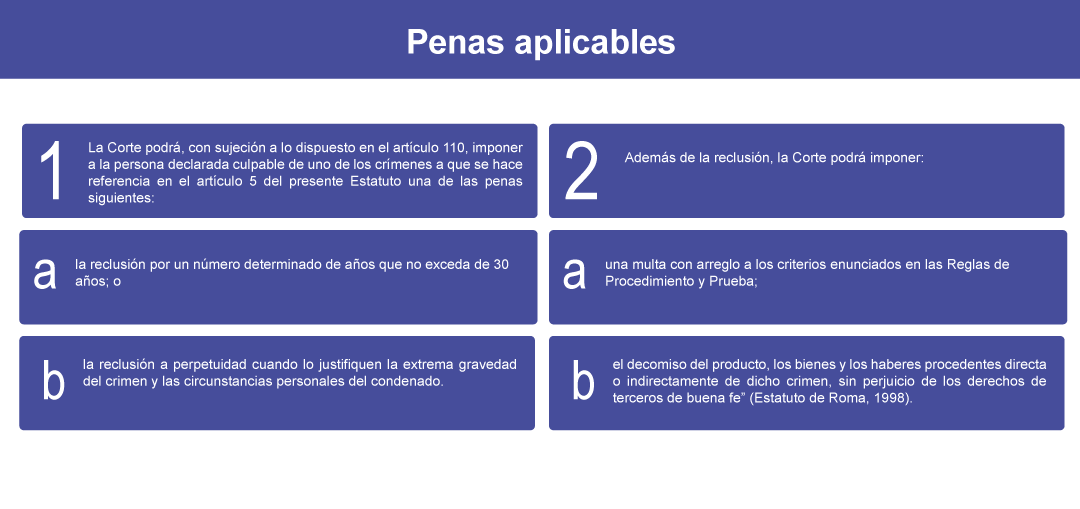 Penas aplicables
1
La Corte podrá, con sujeción a lo dispuesto en el artículo 110, imponer
a la persona declarada culpable de uno de los crímenes a que se hace
referencia en el artículo 5 del presente Estatuto una de las penas
siguientes:
a
la reclusión por un número determinado de años que no exceda de 30
años; o
b
la reclusión a perpetuidad cuando lo justifiquen la extrema gravedad
del crimen y las circunstancias personales del condenado.
2
Además de la reclusión, la Corte podrá imponer:
a
una multa con arreglo a los criterios enunciados en las Reglas de
Procedimiento y Prueba;
b
el decomiso del producto, los bienes y los haberes procedentes directa
o indirectamente de dicho crimen, sin perjuicio de los derechos de
terceros de buena fe” (Estatuto de Roma, 1998).